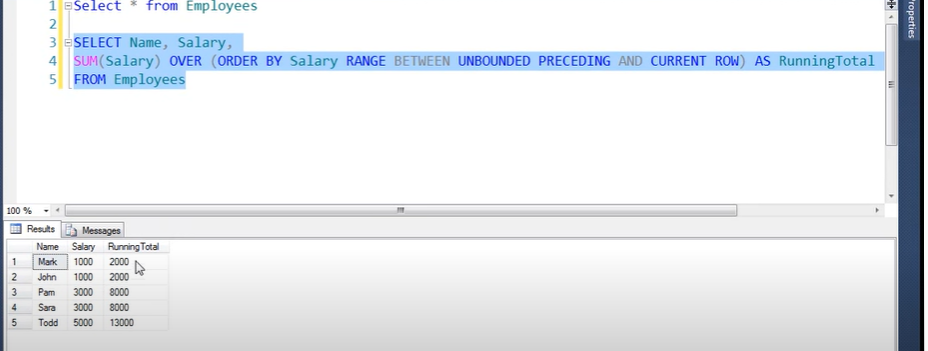 1 Select * from Employees
2
3 SELECT Name, Salary,
4 SUM(Salary) OVER (ORDER BY Salary RANGE BETWEEN UNBOUNDED PRECEDING AND CURRENT ROW) AS RunningTotal
5 FROM Employees
Properties
100 %
Results Messages
Name Salary RunningTotal
1 Mark 1000 2000
2 John 1000 2000
3 Pam 3000 8000
4 Sara 3000 8000
5 Todd 5000 13000